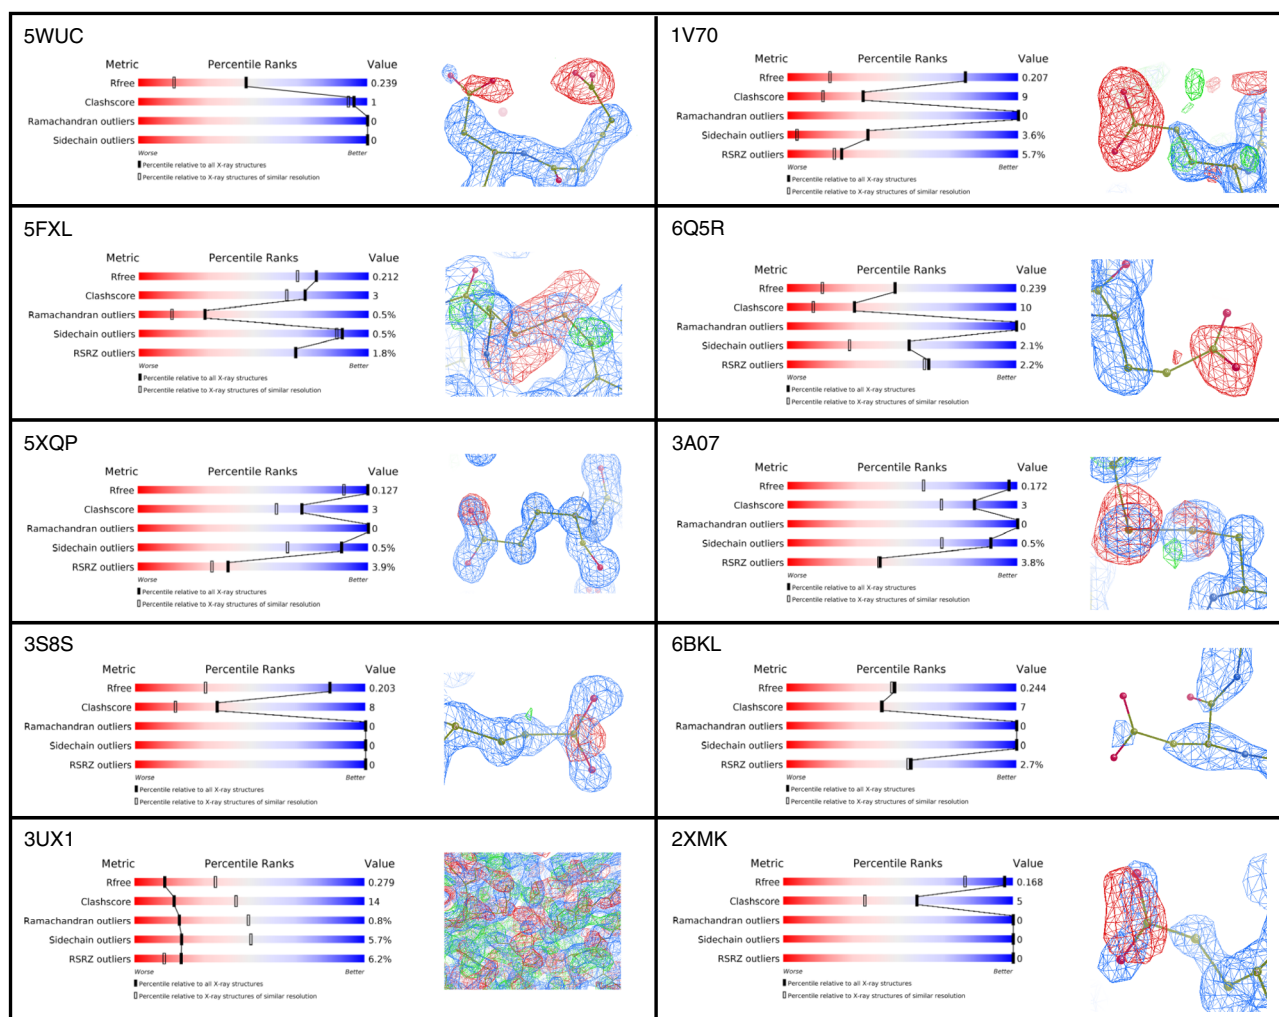 5WUC
Metric Percentile Ranks Value
Rfree 0.239
Clashscore 1
Ramachandran outliers 0
Sidechain outliers 0
Worse Better
Percentile relative to all X-ray structures
Percentile relative to X-ray structures of similar resolution
1V70
Metric Percentile Ranks Value
Rfree 0.207
Clashscore 9
Ramachandran outliers 0
Sidechain outliers 3.6%
RSRZ outliers 5.7%
Worse Better
Percentile relative to all X-ray structures
Percentile relative to X-ray structures of similar resolution
5FXL
Metric Percentile Ranks Value
Rfree 0.212
Clashscore 3
Ramachandran outliers 0.5%
Sidechain outliers 0.5%
RSRZ outliers 1.8%
Worse Better
Percentile relative to all X-ray structures
Percentile relative to X-ray structures of similar resolution
6Q5R
Metric Percentile Ranks Value
Rfree 0.239
Clashscore 10
Ramachandran outliers 0
Sidechain outliers 2.1%
RSRZ outliers 2.2%
Worse Better
Percentile relative to all X-ray structures
Percentile relative to X-ray structures of similar resolution
5XQP
Metric Percentile Ranks Value
Rfree 0.127
Clashscore 3
Ramachandran outliers 0
Sidechain outliers 0.5%
RSRZ outliers 3.9%
Worse Better
Percentile relative to all X-ray structures
Percentile relative to X-ray structures of similar resolution
3A07
Metric Percentile Ranks Value
Rfree 0.172
Clashscore 3
Ramachandran outliers 0
Sidechain outliers 0.5%
RSRZ outliers 3.8%
Worse Better
Percentile relative to all X-ray structures
Percentile relative to X-ray structures of similar resolution
3S8S
Metric Percentile Ranks Value
Rfree 0.203
Clashscore 8
Ramachandran outliers 0
Sidechain outliers 0
RSRZ outliers 0
Worse Better
Percentile relative to all X-ray structures
Percentile relative to X-ray structures of similar resolution
6BKL
Metric Percentile Ranks Value
Rfree 0.244
Clashscore 7
Ramachandran outliers 0
Sidechain outliers 0
RSRZ outliers 2.7%
Worse Better
Percentile relative to all X-ray structures
Percentile relative to X-ray structures of similar resolution
3UX1
Metric Percentile Ranks Value
Rfree 0.279
Clashscore 14
Ramachandran outliers 0.8%
Sidechain outliers 5.7%
RSRZ outliers 6.2%
Worse Better
Percentile relative to all X-ray structures
Percentile relative to X-ray structures of similar resolution
2XMK
Metric Percentile Ranks Value
Rfree 0.168
Clashscore 5
Ramachandran outliers 0
Sidechain outliers 0
RSRZ outliers 0
Worse Better
Percentile relative to all X-ray structures
Percentile relative to X-ray structures of similar resolution